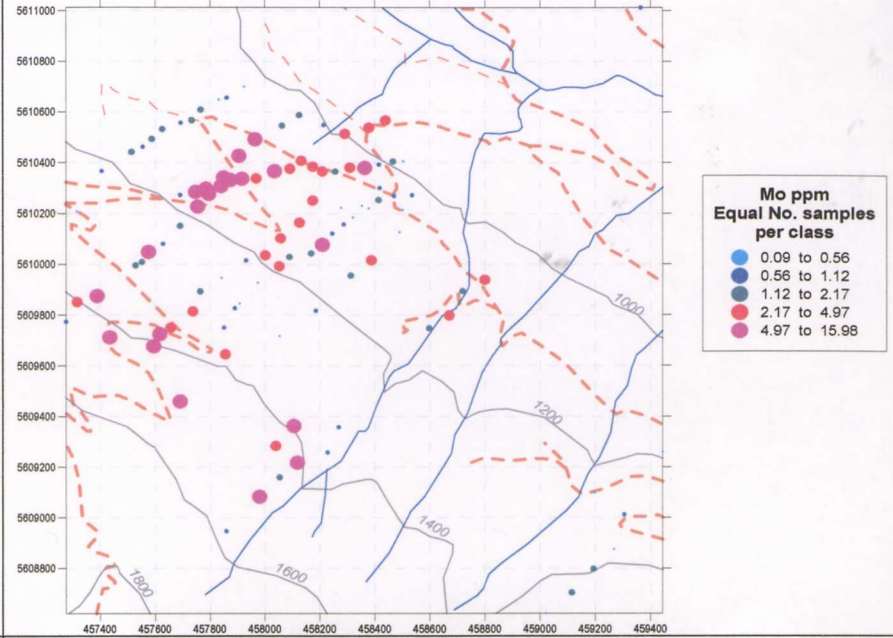 5611000
5610800
5610600
5610400
5610200
5610000
5609800
5609600
5609400
5609200
5609000
5608800
457400 457600 457800 458000 458200 458400 458600 458800 459000 459200 459400
1000
1200
1400
1600
1800
Mo ppm
Equal No. samples
per class
0.09 to 0.56
0.56 to 1.12
1.12 to 2.17
2.17 to 4.97
4.97 to 15.98